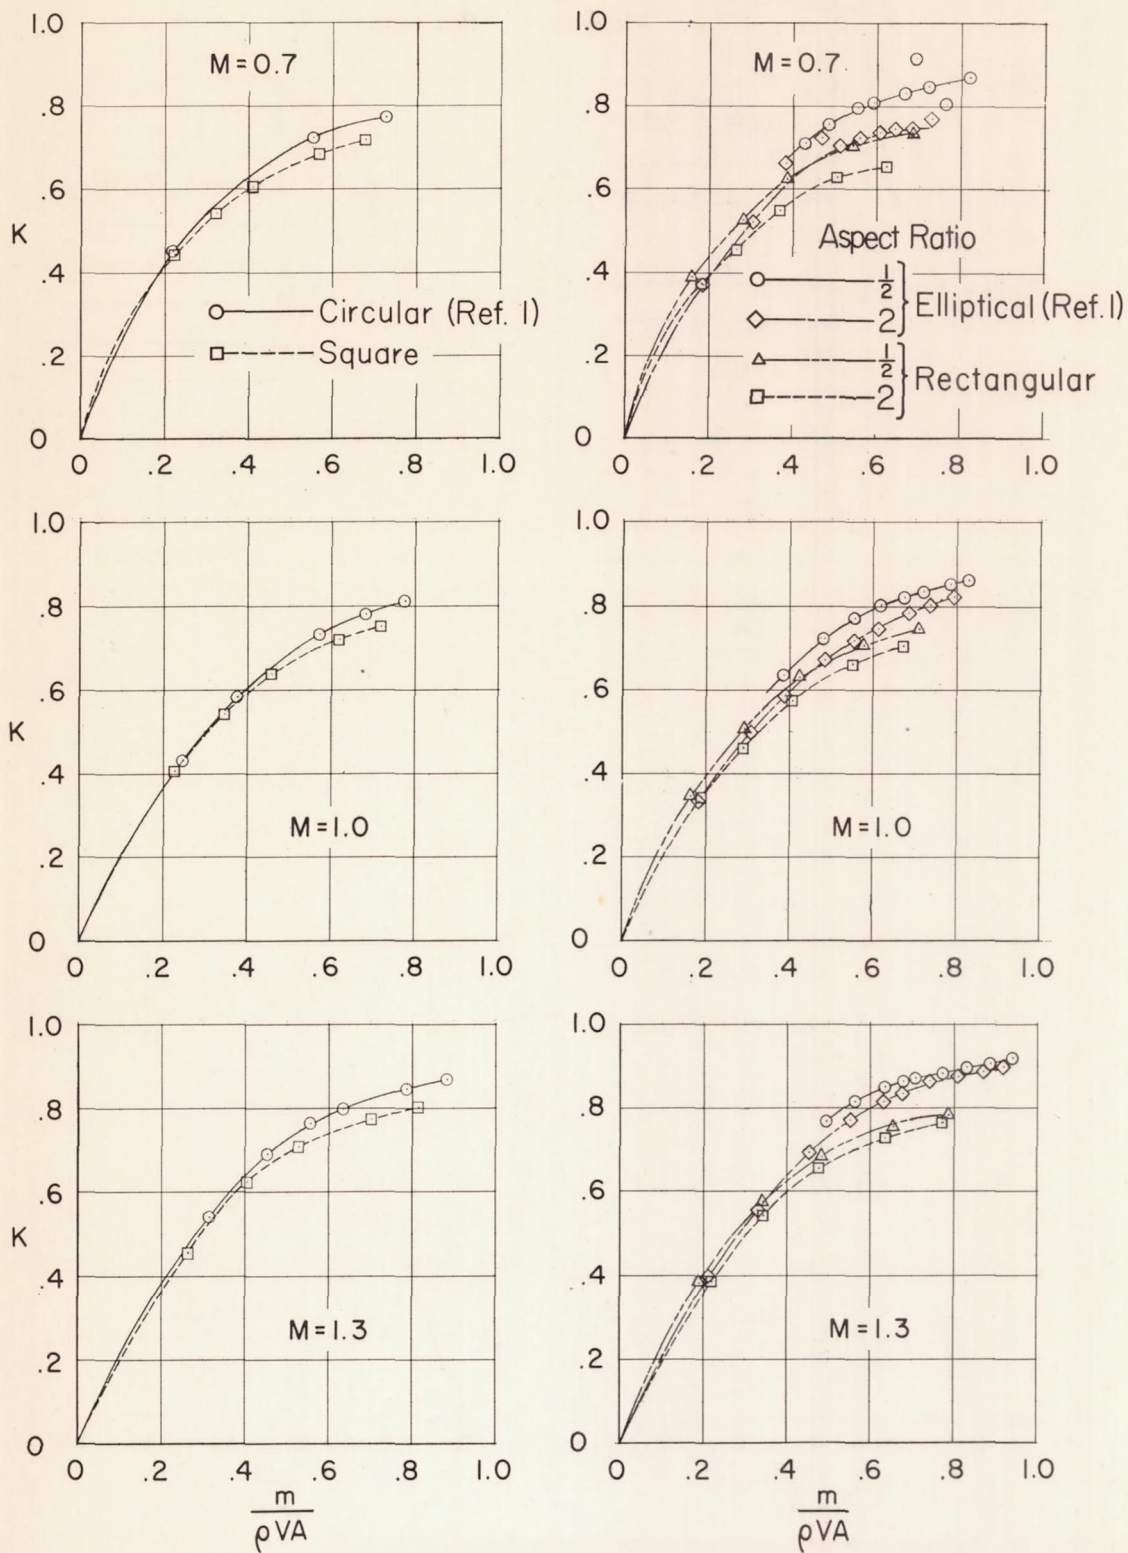 1.0
M=0.7
.8
.6
K
.4
Circular (Ref. 1)
.2
Square
0
0 .2 .4 .6 .8 1.0
1.0
M=0.7
.8
.6
Aspect Ratio
.4
1/2
2
Elliptical (Ref. 1)
.2
1/2
2
Rectangular
0
0 .2 .4 .6 .8 1.0
1.0
.8
.6
K
.4
M=1.0
.2
0
0 .2 .4 .6 .8 1.0
1.0
.8
.6
.4
M=1.0
.2
0
0 .2 .4 .6 .8 1.0
1.0
.8
.6
K
.4
M=1.3
.2
0
0 .2 .4 .6 .8 1.0
m
ρVA
1.0
.8
.6
.4
M=1.3
.2
0
0 .2 .4 .6 .8 1.0
m
ρVA